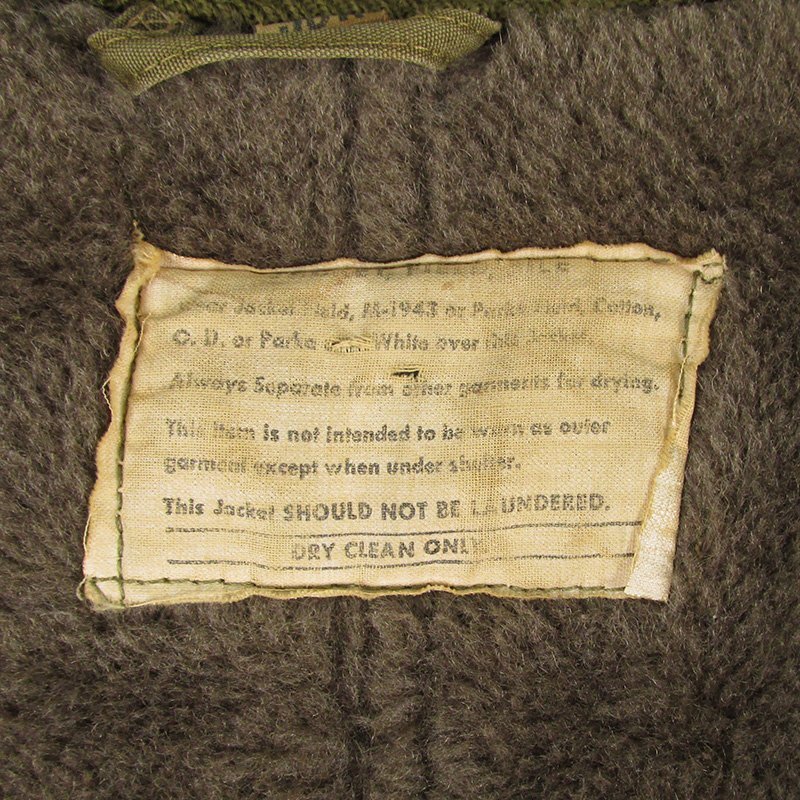 FIELD,
Jacket Field, M-1943 or Parka Field, Cotton,
O. D. or Parka White over this Jacket.
Always Separate from other garments for drying.
This item is not intended to be worn as outer
garment except when under shelter.
This Jacket SHOULD NOT BE LAUNDERED.
DRY CLEAN ONLY